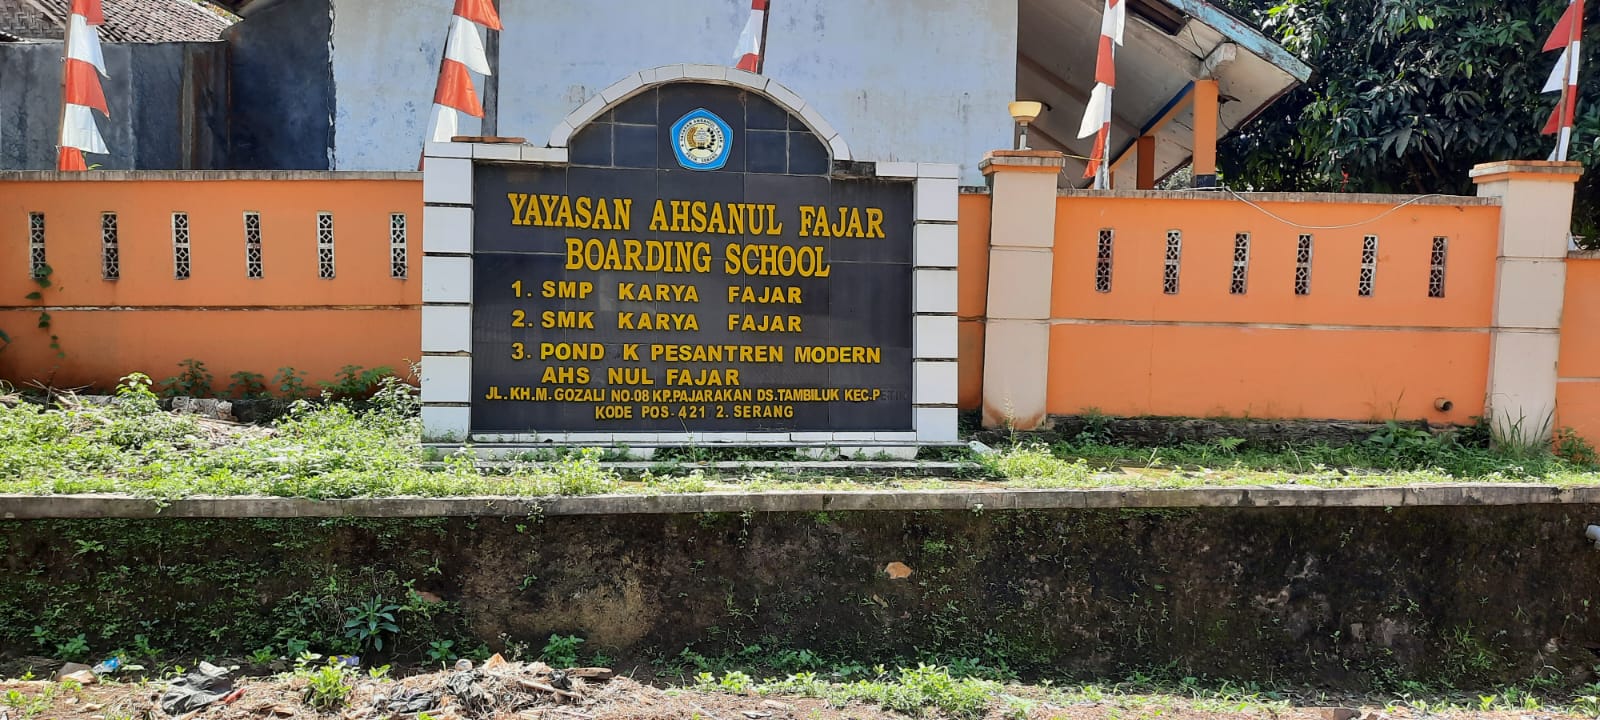 YAYASAN AHSANUL FAJAR
BOARDING SCHOOL
1. SMP KARYA FAJAR
2. SMK KARYA FAJAR
3. POND K PESANTREN MODERN
AHS NUL FAJAR
JL. KH.M. GOZALI NO.08 KP.PAJARAKAN DS.TAMBILUK KEC.PETIR
KODE POS. 421 2. SERANG